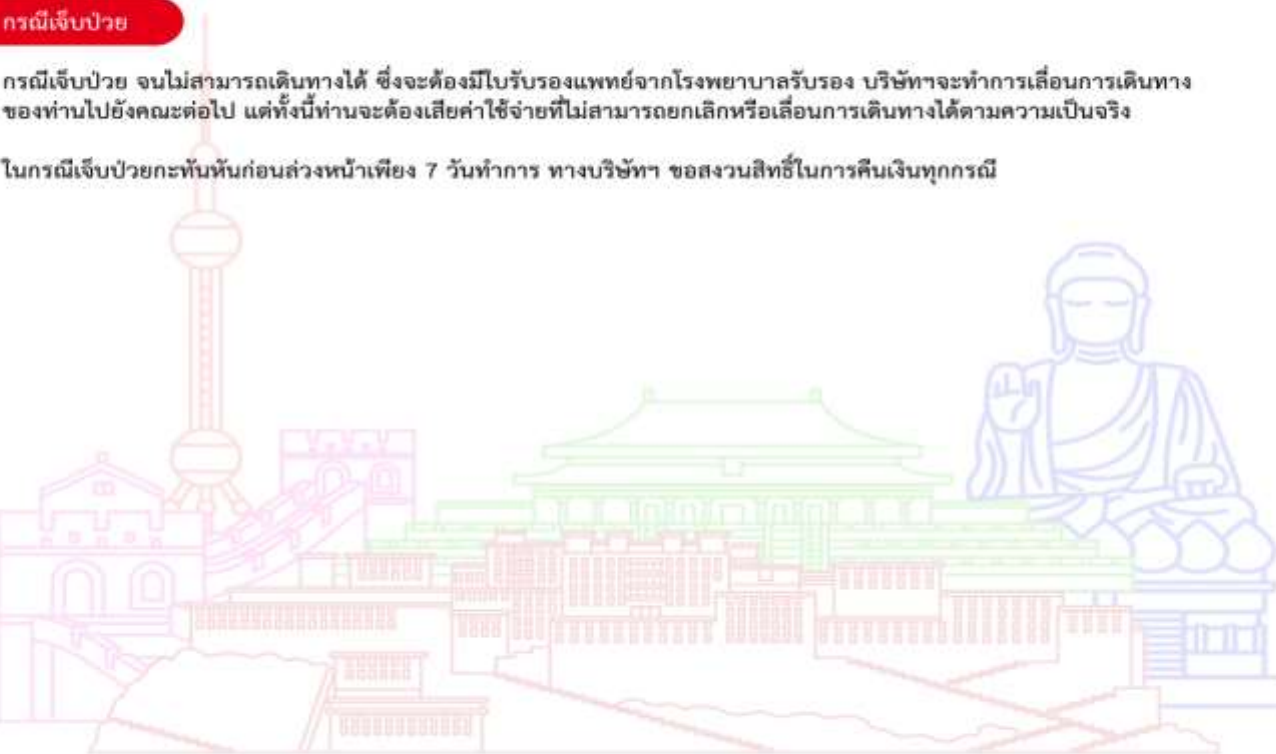 กรณีเจ็บป่วย
กรณีเจ็บป่วย จนไม่สามารถเดินทางได้ ซึ่งจะต้องมีใบรับรองแพทย์จากโรงพยาบาลรับรอง บริษัทฯจะทำการเลื่อนการเดินทาง
ของท่านไปยังคณะต่อไป แต่ทั้งนี้ท่านจะต้องเสียค่าใช้จ่ายที่ไม่สามารถยกเลิกหรือเลื่อนการเดินทางได้ตามความเป็นจริง
ในกรณีเจ็บป่วยกะทันหันก่อนล่วงหน้าเพียง 7 วันทำการ ทางบริษัทฯ ขอสงวนสิทธิ์ในการคืนเงินทุกกรณี